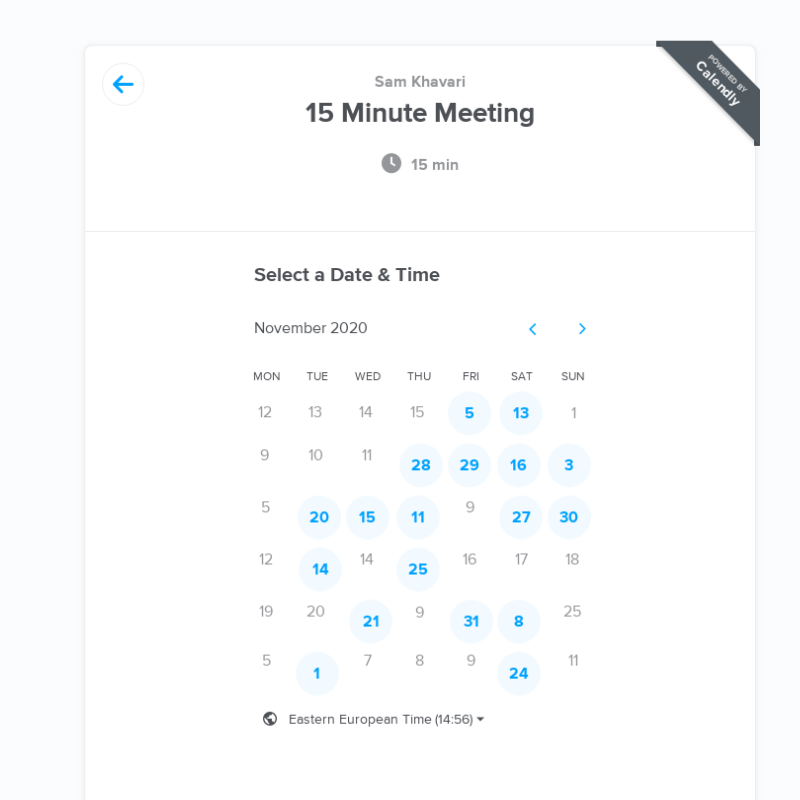 POWERED BY
Calendly
Sam Khavari
15 Minute Meeting
15 min
Select a Date & Time
November 2020
MON TUE WED THU FRI SAT SUN
12 13 14 15 5 13 1
9 10 11 28 29 16 3
5 20 15 11 9 27 30
12 14 14 25 16 17 18
19 20 21 9 31 8 25
5 1 7 8 9 24 11
Eastern European Time (14:56)